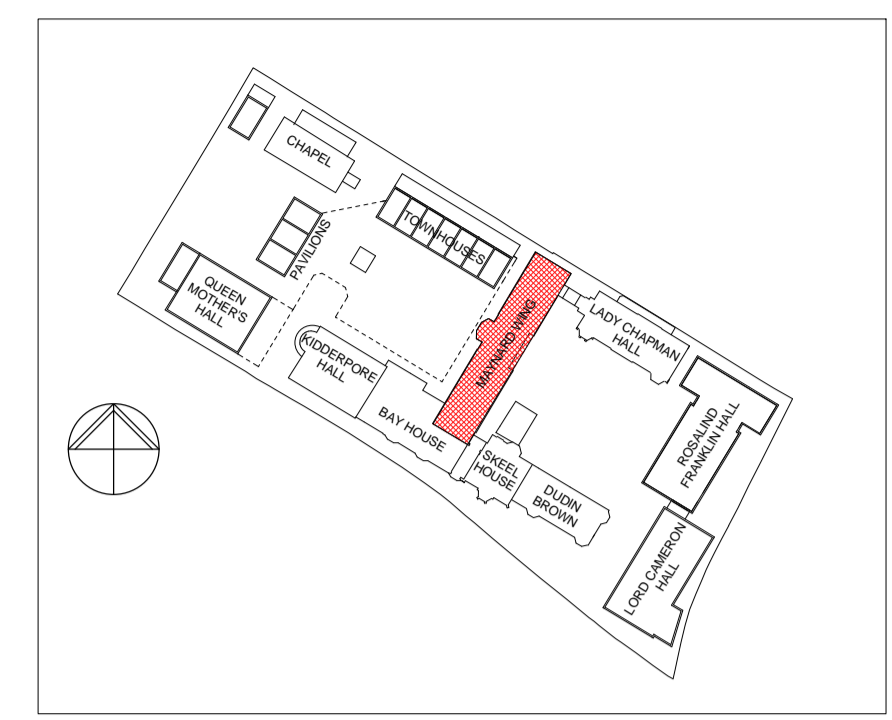 CHAPEL
TOWNHOUSES
PAVILIONS
QUEEN
MOTHER'S
HALL
KIDDERPORE
HALL
BAY HOUSE
MAYNARD WING
LADY CHAPMAN
HALL
ROSALIND
FRANKLIN HALL
SKEEL
HOUSE
DUDIN
BROWN
LORD CAMERON
HALL